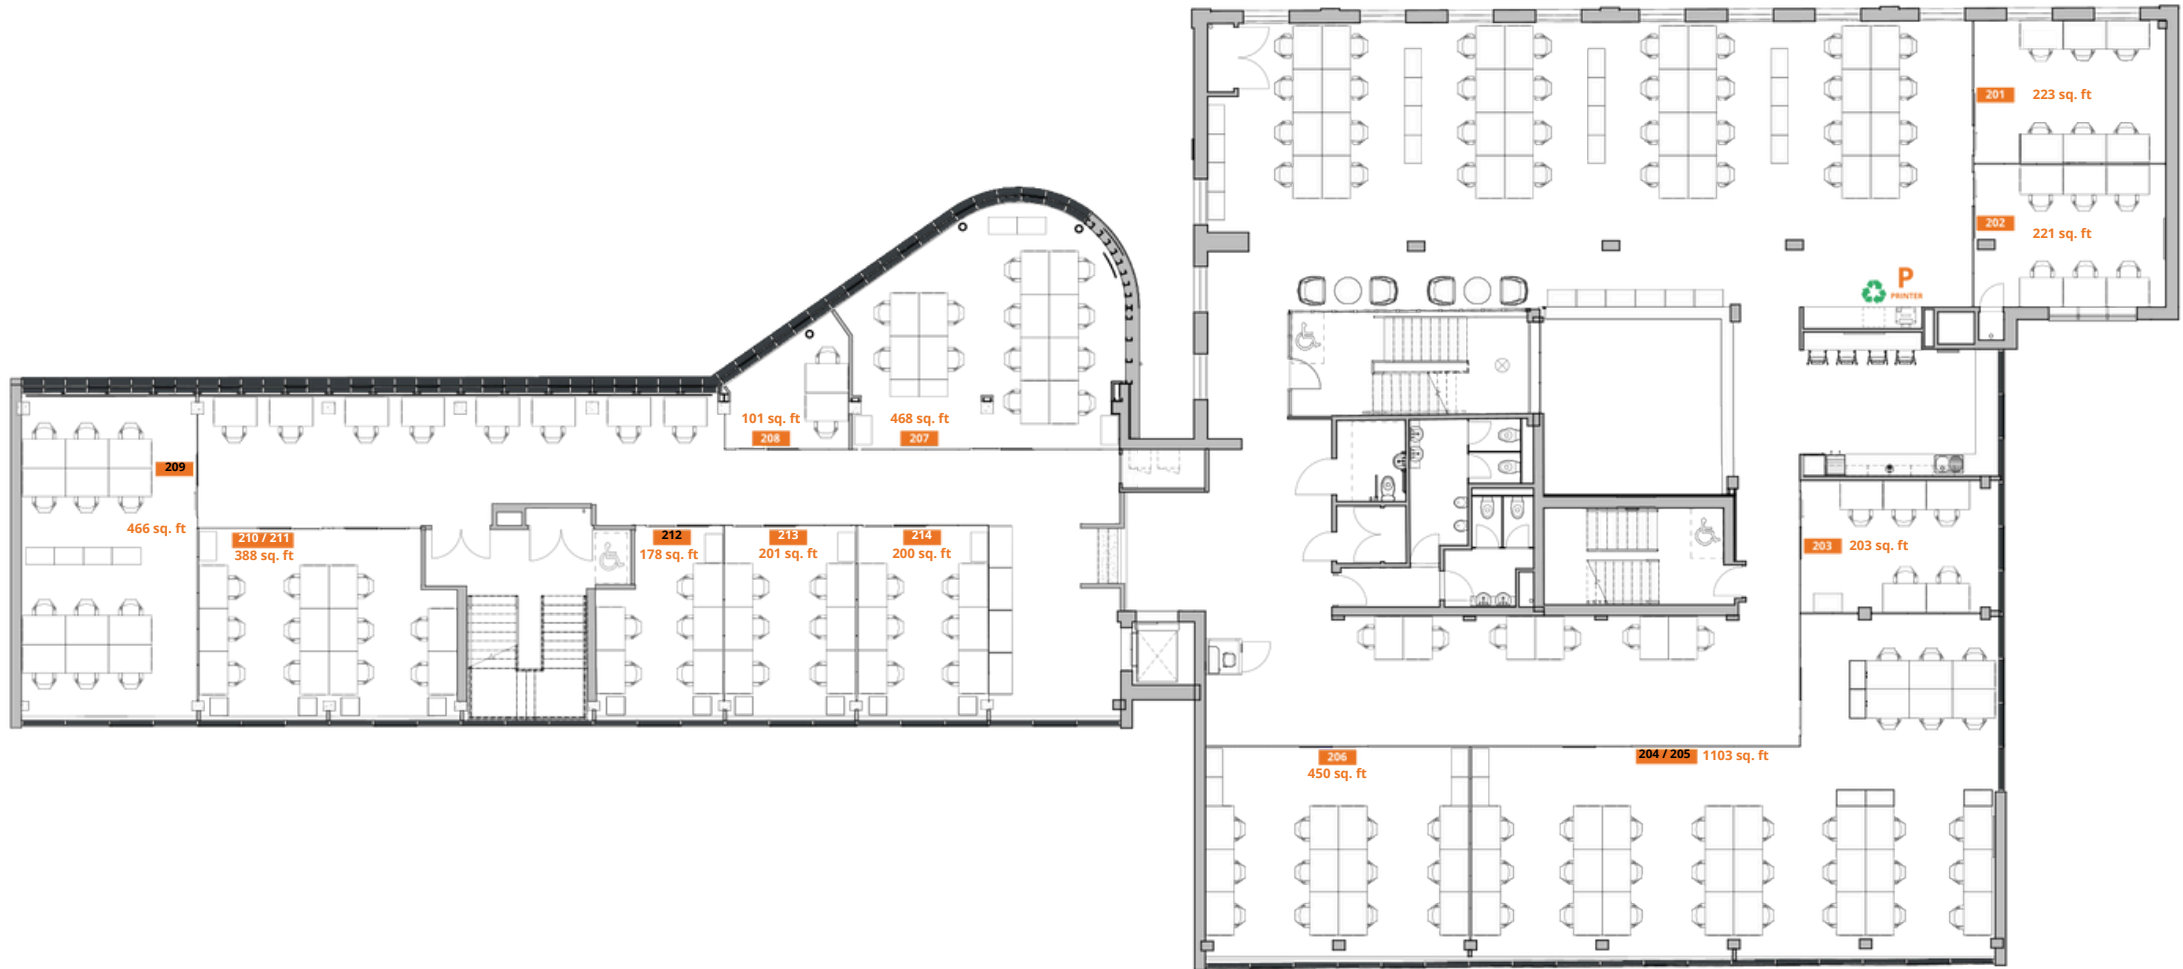 201 223 sq. ft
202 221 sq. ft
P
PRINTER
101 sq. ft
208
468 sq. ft
207
209
466 sq. ft
210 / 211
388 sq. ft
212
178 sq. ft
213
201 sq. ft
214
200 sq. ft
203 203 sq. ft
206
450 sq. ft
204 / 205 1103 sq. ft